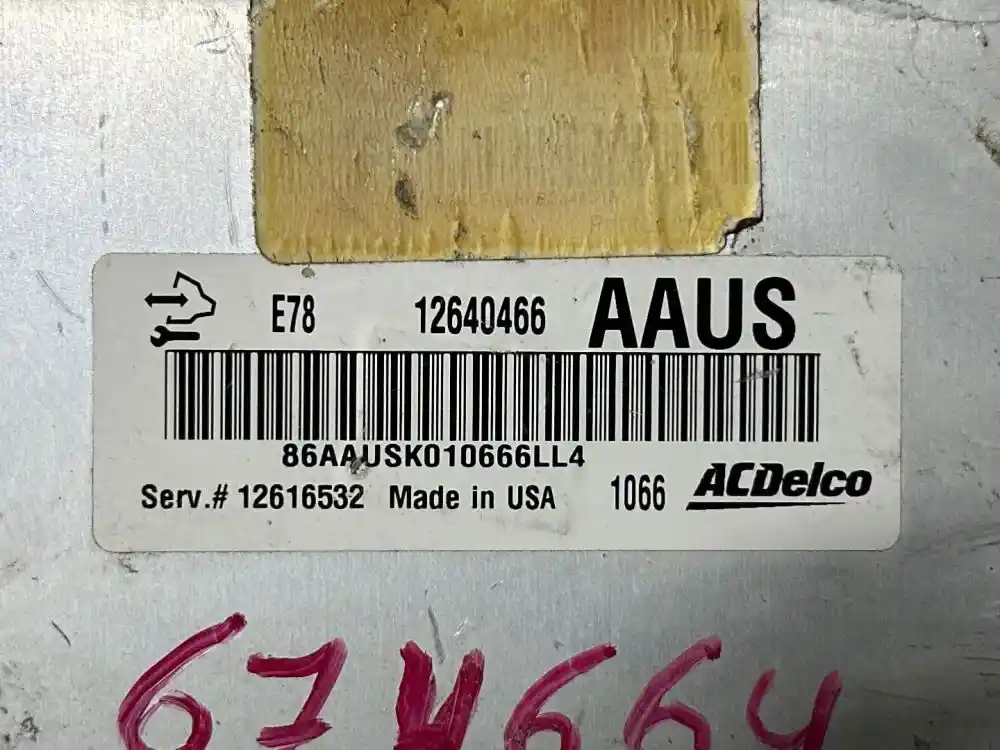 E78 12640466 AAUS
86AAUSK010666LL4
Serv.# 12616532 Made in USA 1066 ACDelco